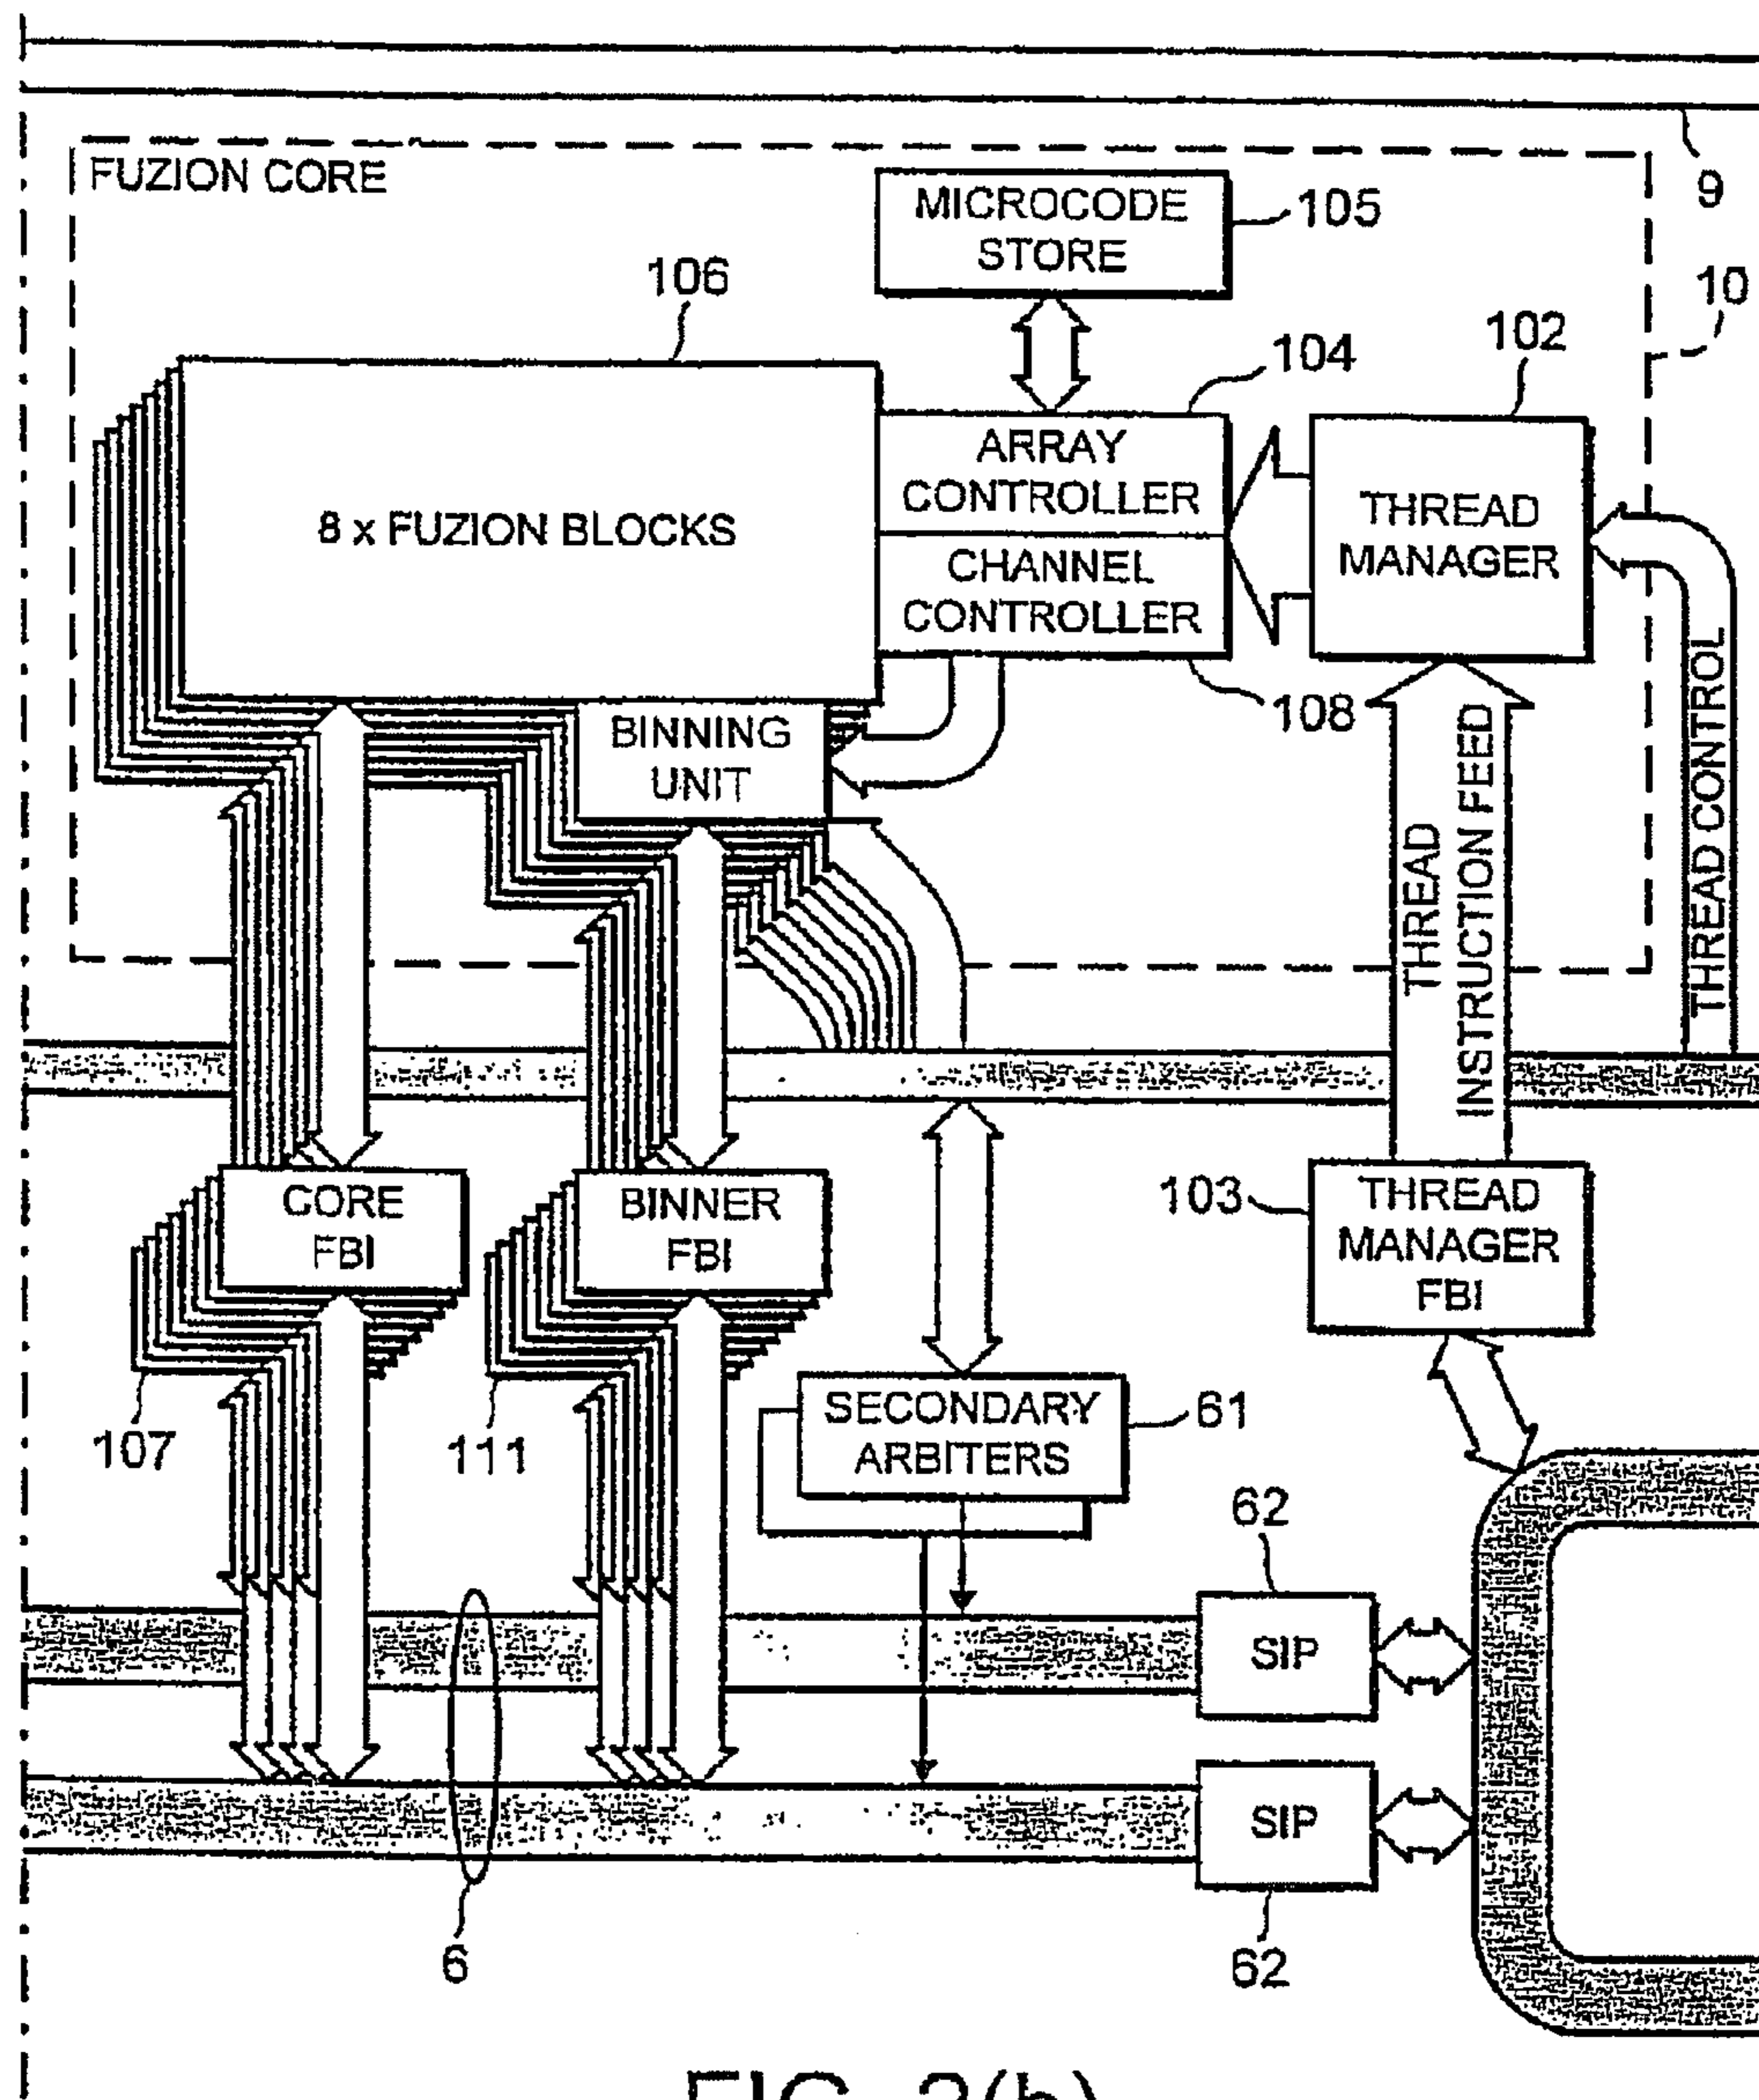 9
FUZION CORE
MICROCODE
STORE
105
10
106
104
102
ARRAY
CONTROLLER
8 x FUZION BLOCKS
THREAD
MANAGER
CHANNEL
CONTROLLER
108
BINNING
UNIT
THREAD
INSTRUCTION FEED
THREAD CONTROL
CORE
FBI
BINNER
FBI
103
THREAD
MANAGER
FBI
107
111
SECONDARY
ARBITERS
61
62
SIP
SIP
6
62